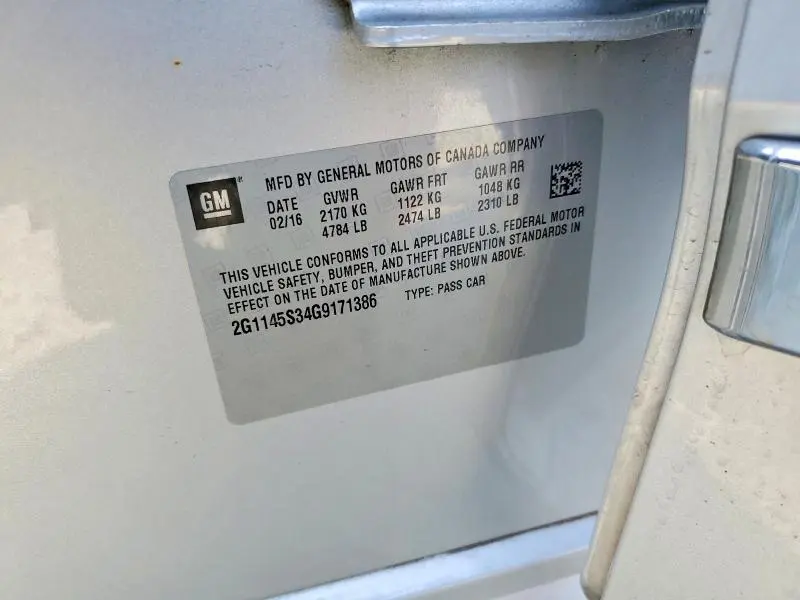 GM
MFD BY GENERAL MOTORS OF CANADA COMPANY
DATE GVWR GAWR FRT GAWR RR
02/16 2170 KG 1122 KG 1048 KG
4784 LB 2474 LB 2310 LB
THIS VEHICLE CONFORMS TO ALL APPLICABLE U.S. FEDERAL MOTOR
VEHICLE SAFETY, BUMPER, AND THEFT PREVENTION STANDARDS IN
EFFECT ON THE DATE OF MANUFACTURE SHOWN ABOVE.
2G1145S34G9171386 TYPE: PASS CAR